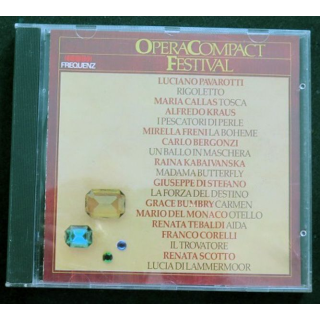 OPERACOMPACT
FESTIVAL
FREQUENZ
LUCIANO PAVAROTTI
RIGOLETTO
MARIA CALLAS TOSCA
ALFREDO KRAUS
I PESCATORI DI PERLE
MIRELLA FRENI LA BOHEME
CARLO BERGONZI
UN BALLO IN MASCHERA
RAINA KABAIVANSKA
MADAMA BUTTERFLY
GIUSEPPE DI STEFANO
LA FORZA DEL DESTINO
GRACE BUMBRY CARMEN
MARIO DEL MONACO OTELLO
RENATA TEBALDI AIDA
FRANCO CORELLI
IL TROVATORE
RENATA SCOTTO
LUCIA DI LAMMERMOOR